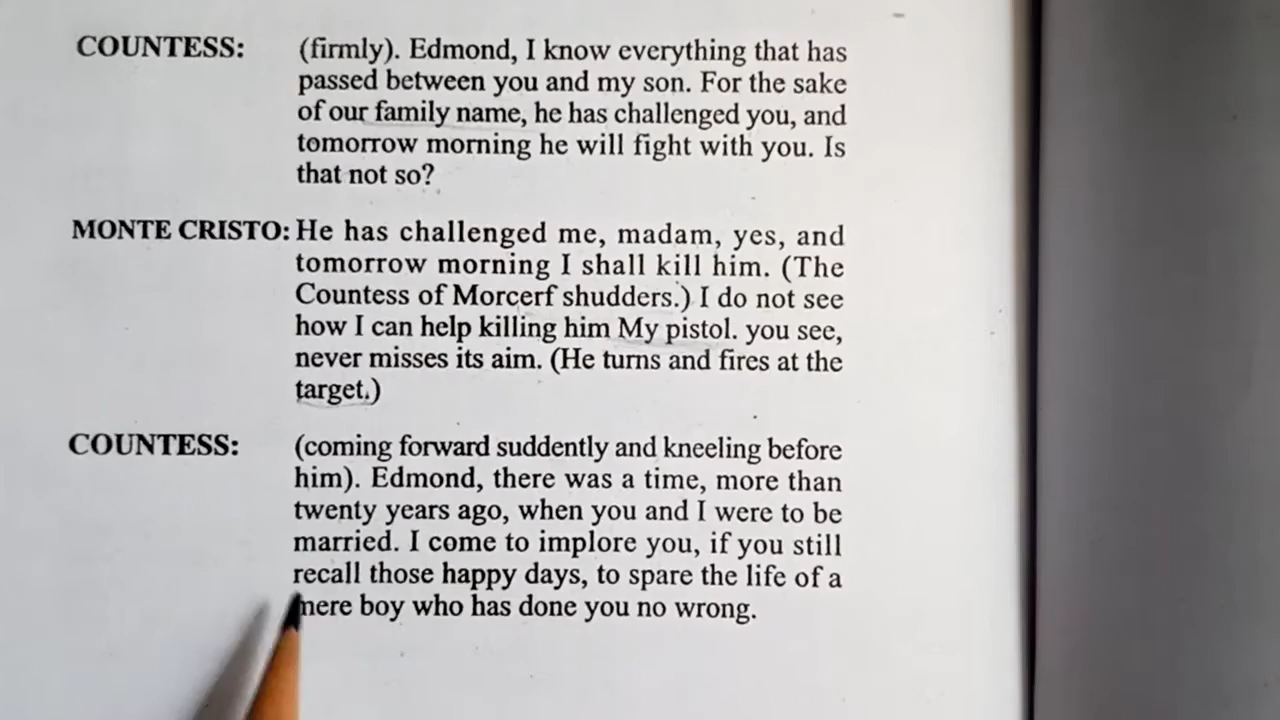 COUNTESS: (firmly). Edmond, I know everything that has
passed between you and my son. For the sake
of our family name, he has challenged you, and
tomorrow morning he will fight with you. Is
that not so?
MONTE CRISTO: He has challenged me, madam, yes, and
tomorrow morning I shall kill him. (The
Countess of Morcerf shudders.) I do not see
how I can help killing him My pistol. you see,
never misses its aim. (He turns and fires at the
target.)
COUNTESS: (coming forward suddently and kneeling before
him). Edmond, there was a time, more than
twenty years ago, when you and I were to be
married. I come to implore you, if you still
recall those happy days, to spare the life of a
mere boy who has done you no wrong.